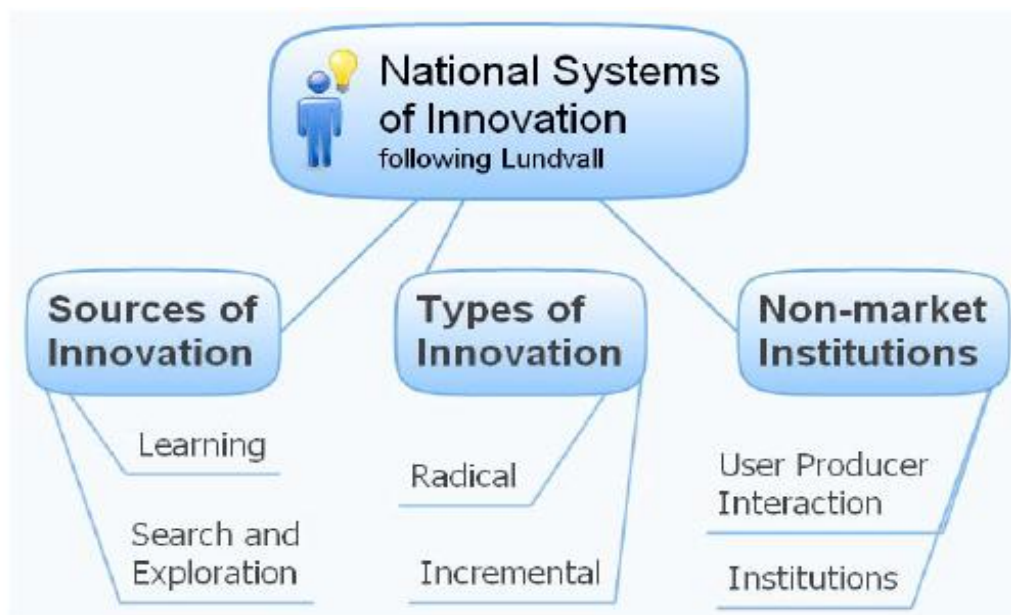 National Systems
of Innovation
following Lundvall
Sources of
Innovation
Learning
Search and
Exploration
Types of
Innovation
Radical
Incremental
Non-market
Institutions
User Producer
Interaction
Institutions